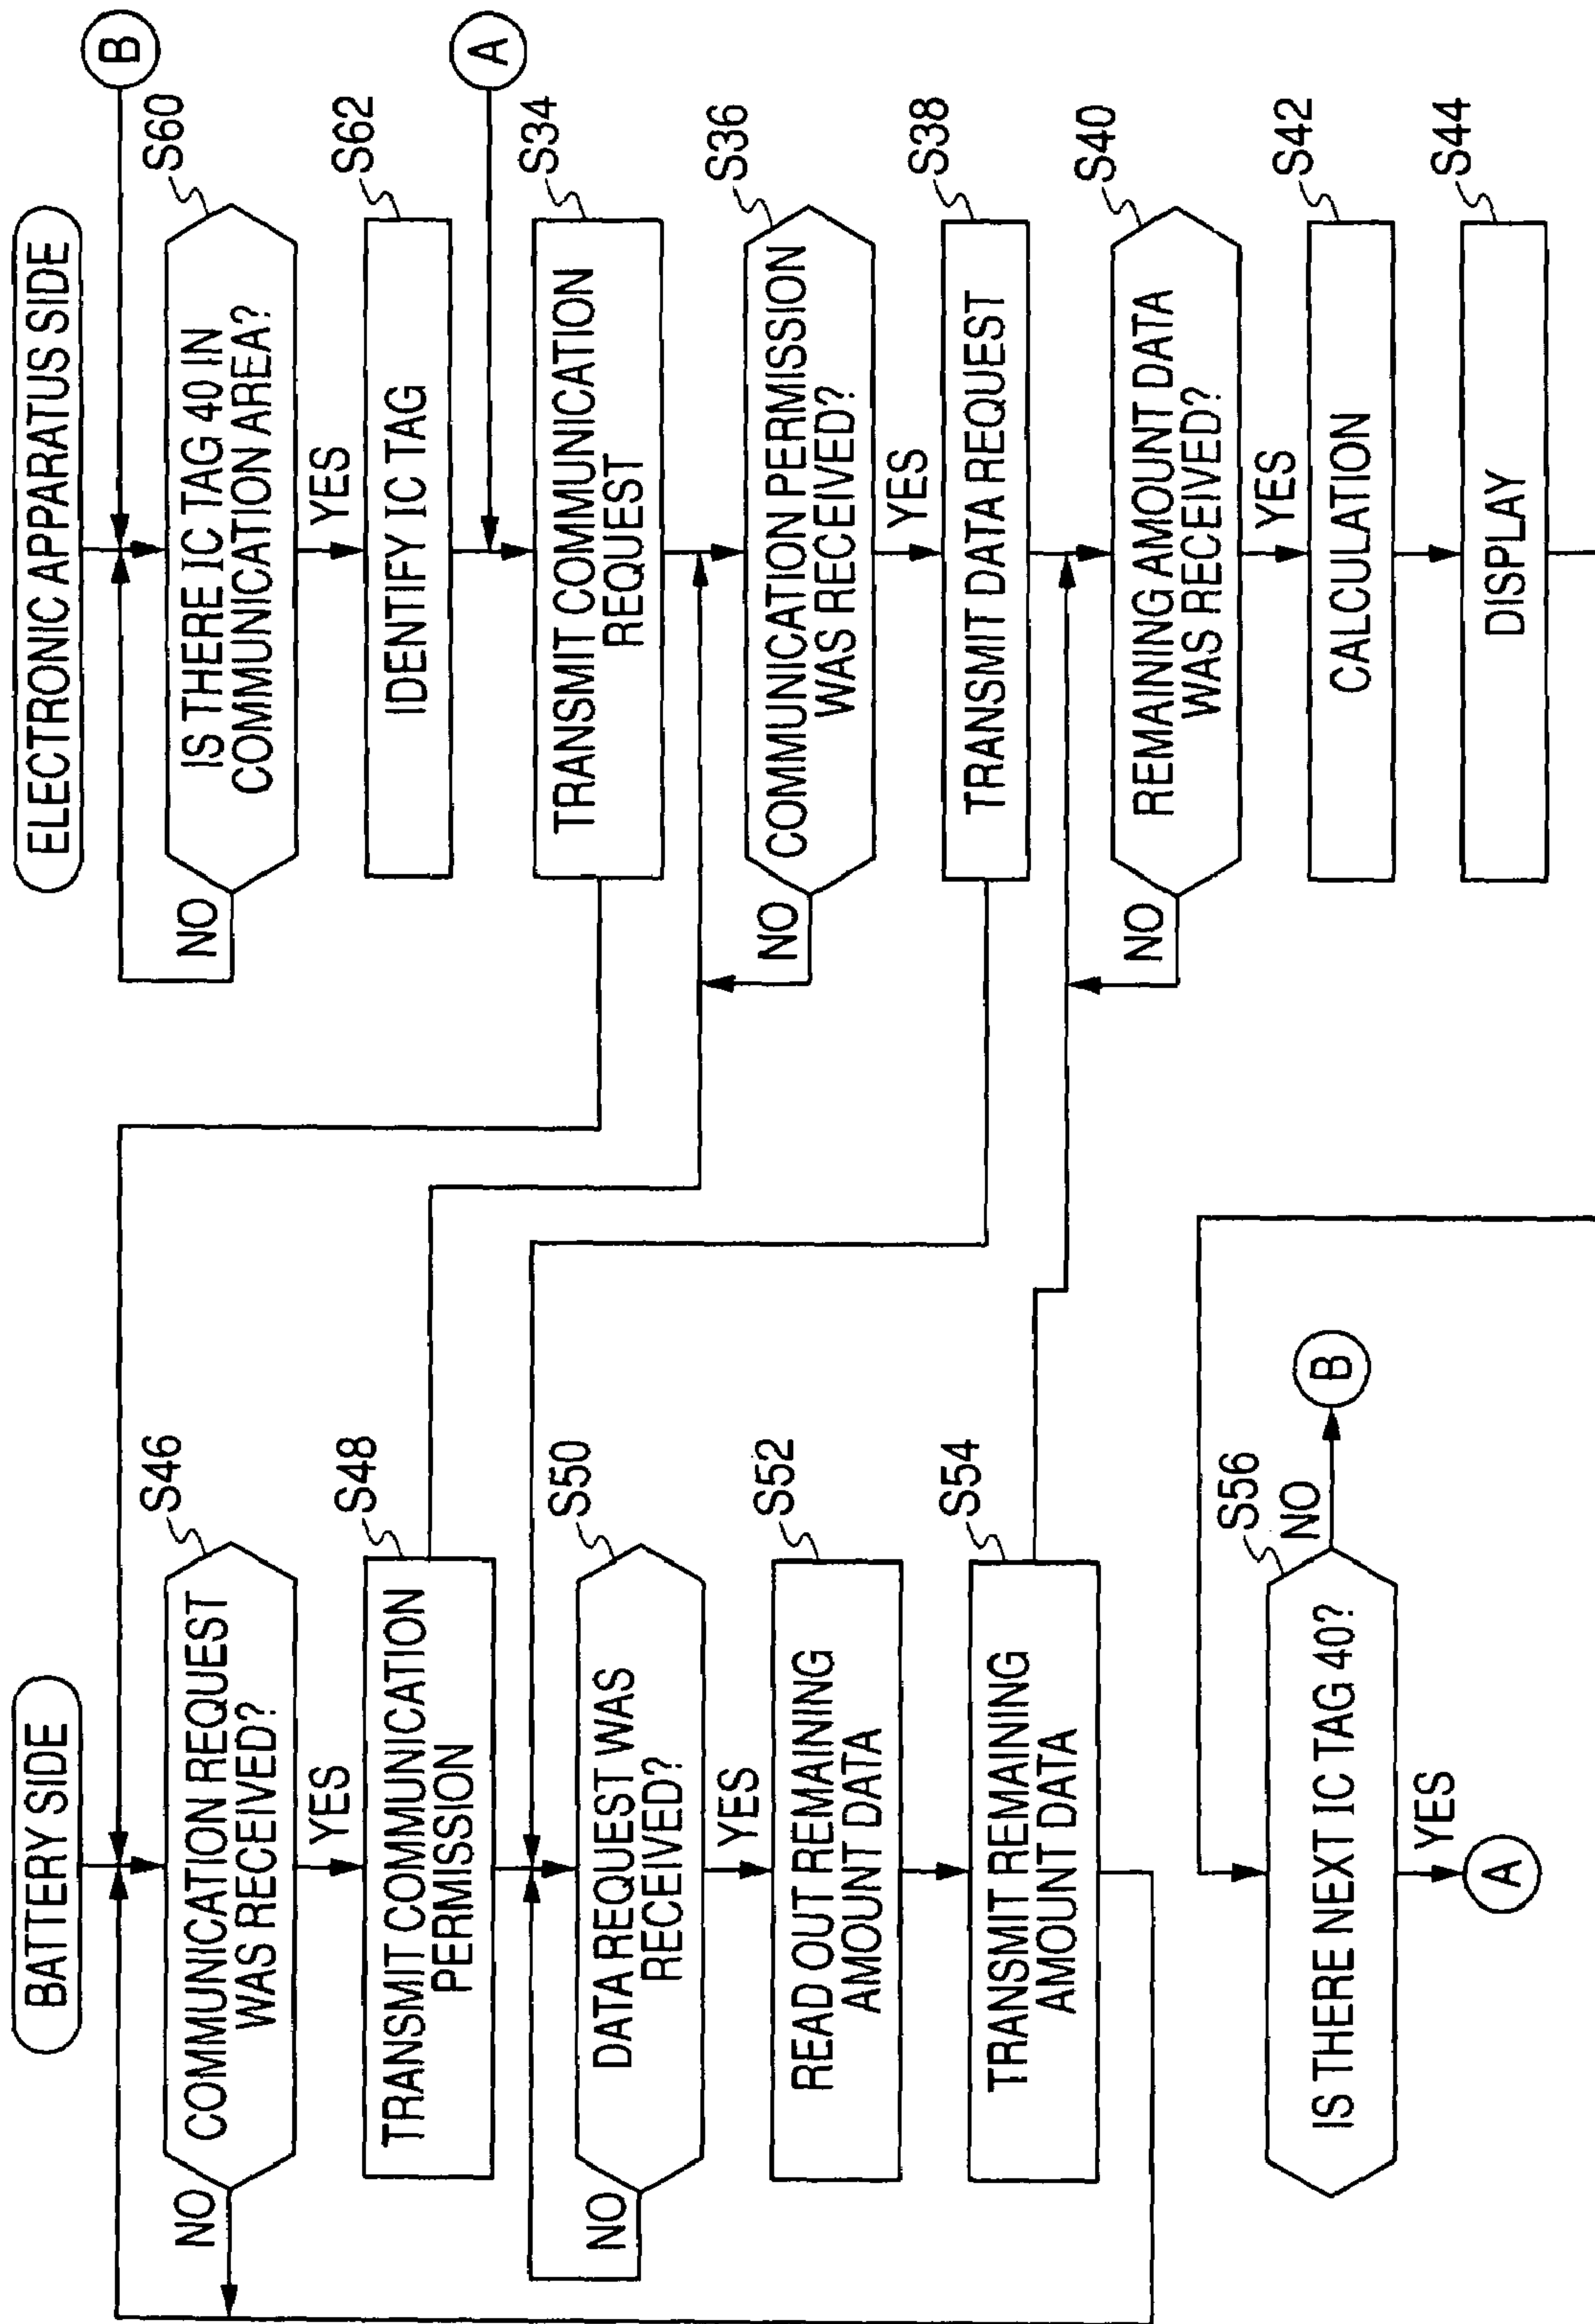 BATTERY SIDE
COMMUNICATION REQUEST
WAS RECEIVED?
S46
NO
YES
TRANSMIT COMMUNICATION
PERMISSION
S48
DATA REQUEST WAS
RECEIVED?
S50
NO
YES
READ OUT REMAINING
AMOUNT DATA
S52
TRANSMIT REMAINING
AMOUNT DATA
S54
IS THERE NEXT IC TAG 40?
S56
NO
B
YES
A
ELECTRONIC APPARATUS SIDE
B
IS THERE IC TAG 40 IN
COMMUNICATION AREA?
S60
NO
YES
IDENTIFY IC TAG
S62
A
TRANSMIT COMMUNICATION
REQUEST
S34
COMMUNICATION PERMISSION
WAS RECEIVED?
S36
NO
YES
TRANSMIT DATA REQUEST
S38
REMAINING AMOUNT DATA
WAS RECEIVED?
S40
NO
YES
CALCULATION
S42
DISPLAY
S44